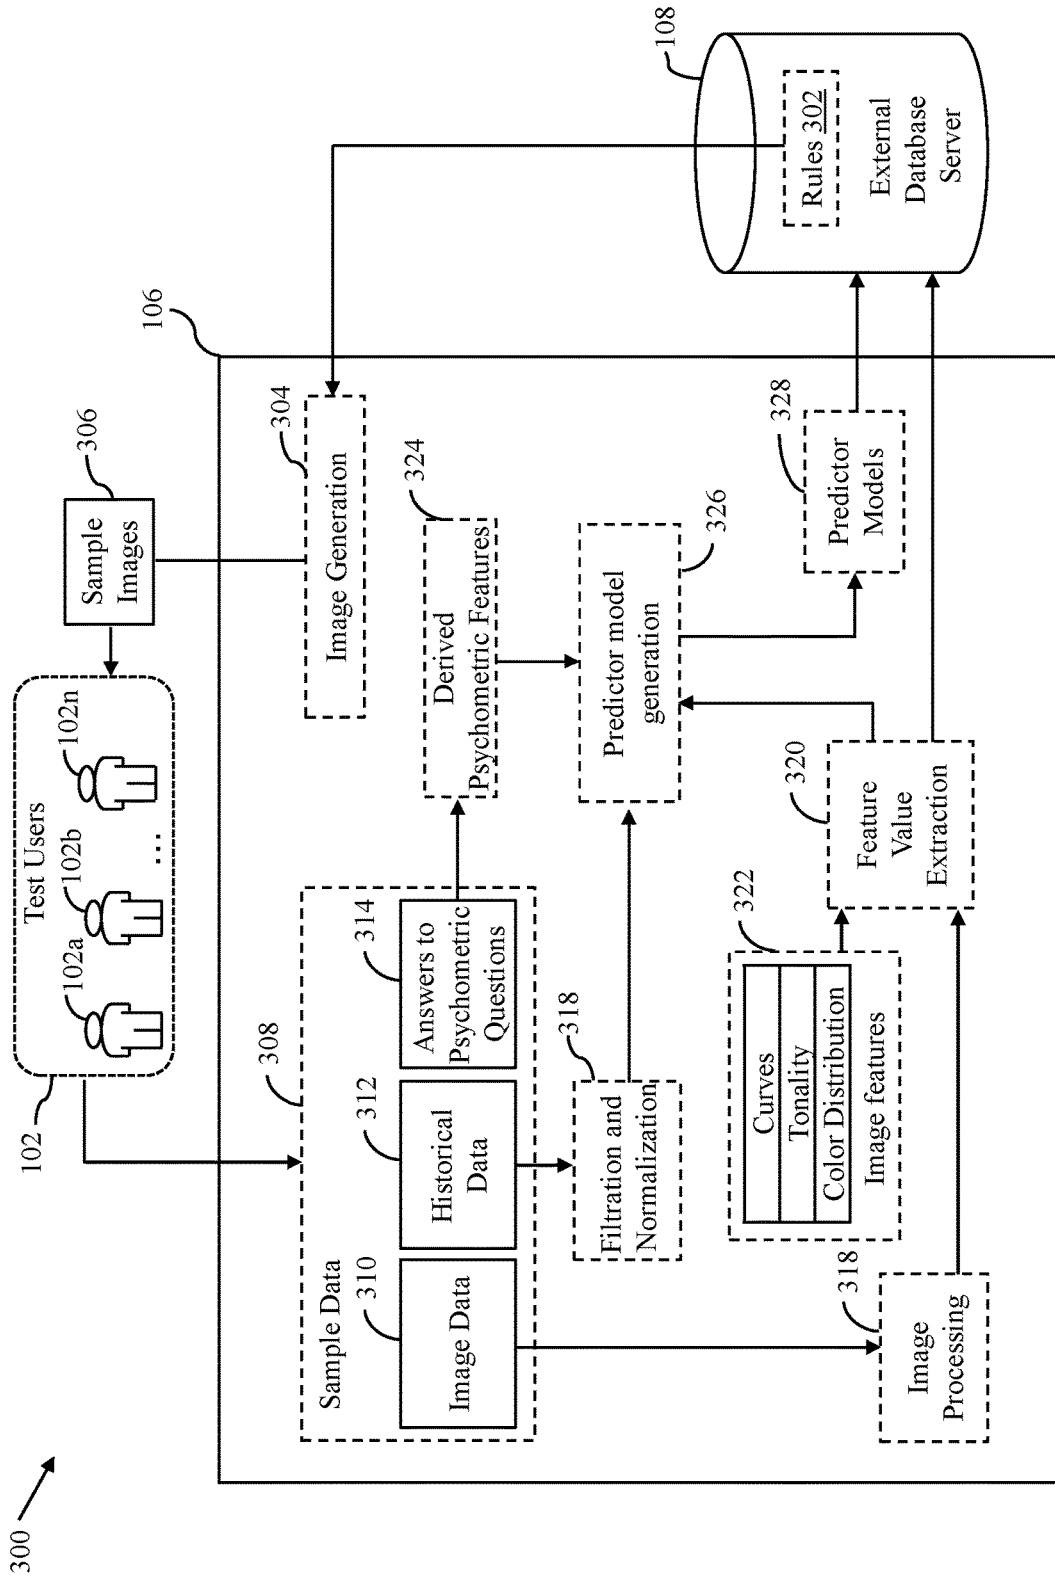 300
Test Users
102
102a
102b
102n
...
306
Sample
Images
106
108
308
Sample Data
310
Image Data
312
Historical
Data
314
Answers to
Psychometric
Questions
304
Image Generation
324
Derived
Psychometric Features
318
Filtration and
Normalization
Predictor model
generation
326
Rules 302
External
Database
Server
322
Curves
Tonality
Color Distribution
Image features
320
Feature
Value
Extraction
328
Predictor
Models
318
Image
Processing